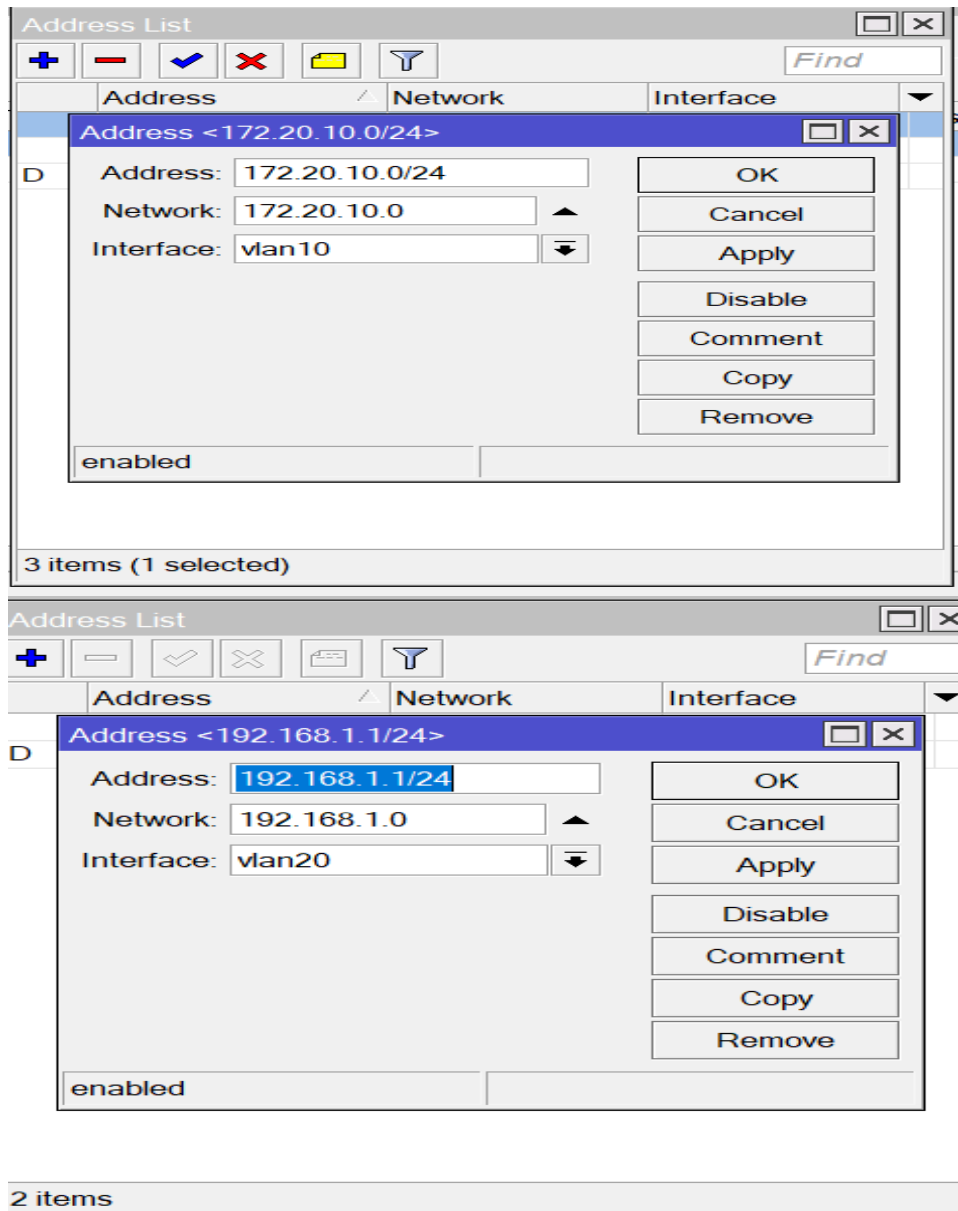 Address List
Find
Address Network Interface
Address <172.20.10.0/24>
D
Address: 172.20.10.0/24 OK
Network: 172.20.10.0 Cancel
Interface: vlan10 Apply
Disable
Comment
Copy
Remove
enabled
3 items (1 selected)
Address List
Find
Address Network Interface
Address <192.168.1.1/24>
D
Address: 192.168.1.1/24 OK
Network: 192.168.1.0 Cancel
Interface: vlan20 Apply
Disable
Comment
Copy
Remove
enabled
2 items